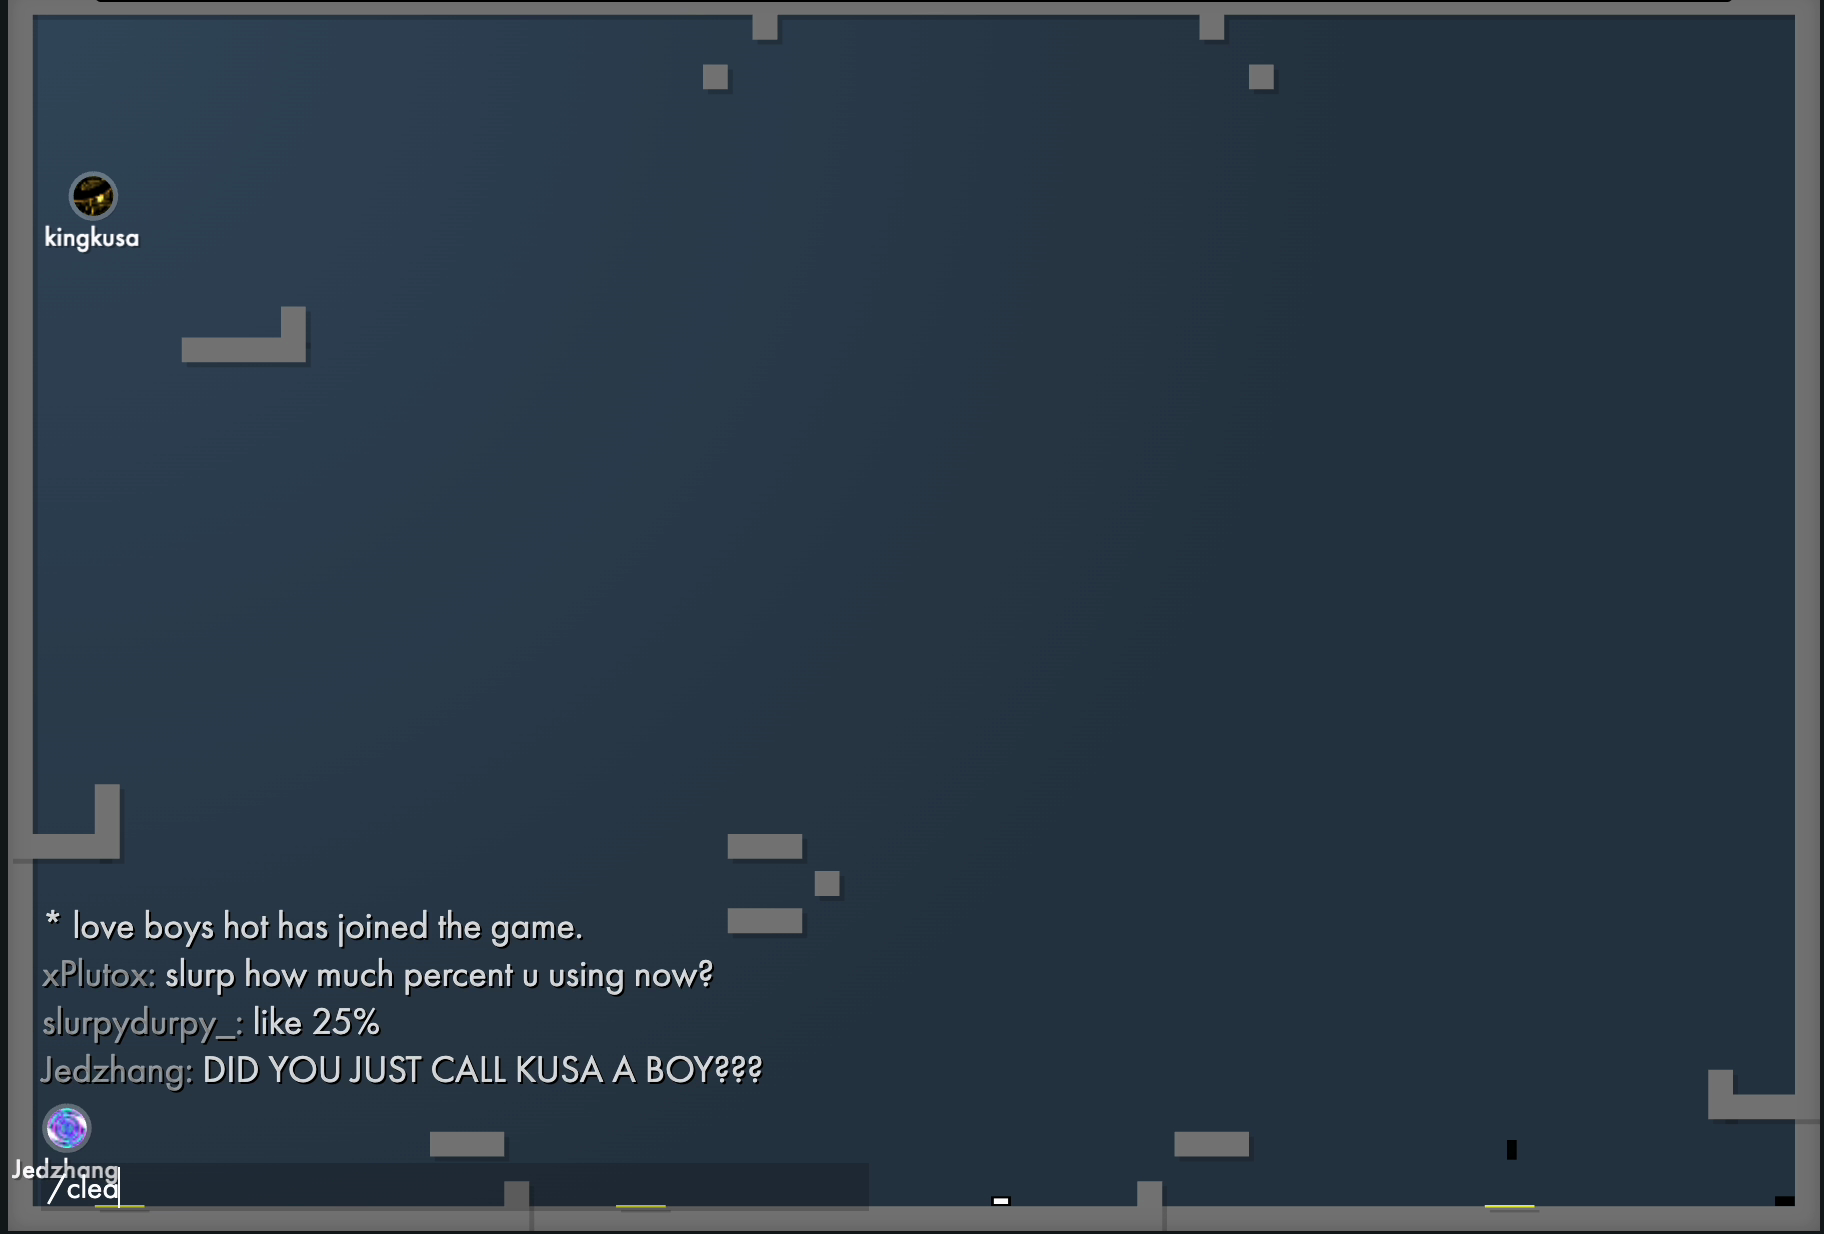 kingkusa
* love boys hot has joined the game.
xPlutox: slurp how much percent u using now?
slurpydurpy_: like 25%
Jedzhang: DID YOU JUST CALL KUSA A BOY???
Jedzhang
/clea